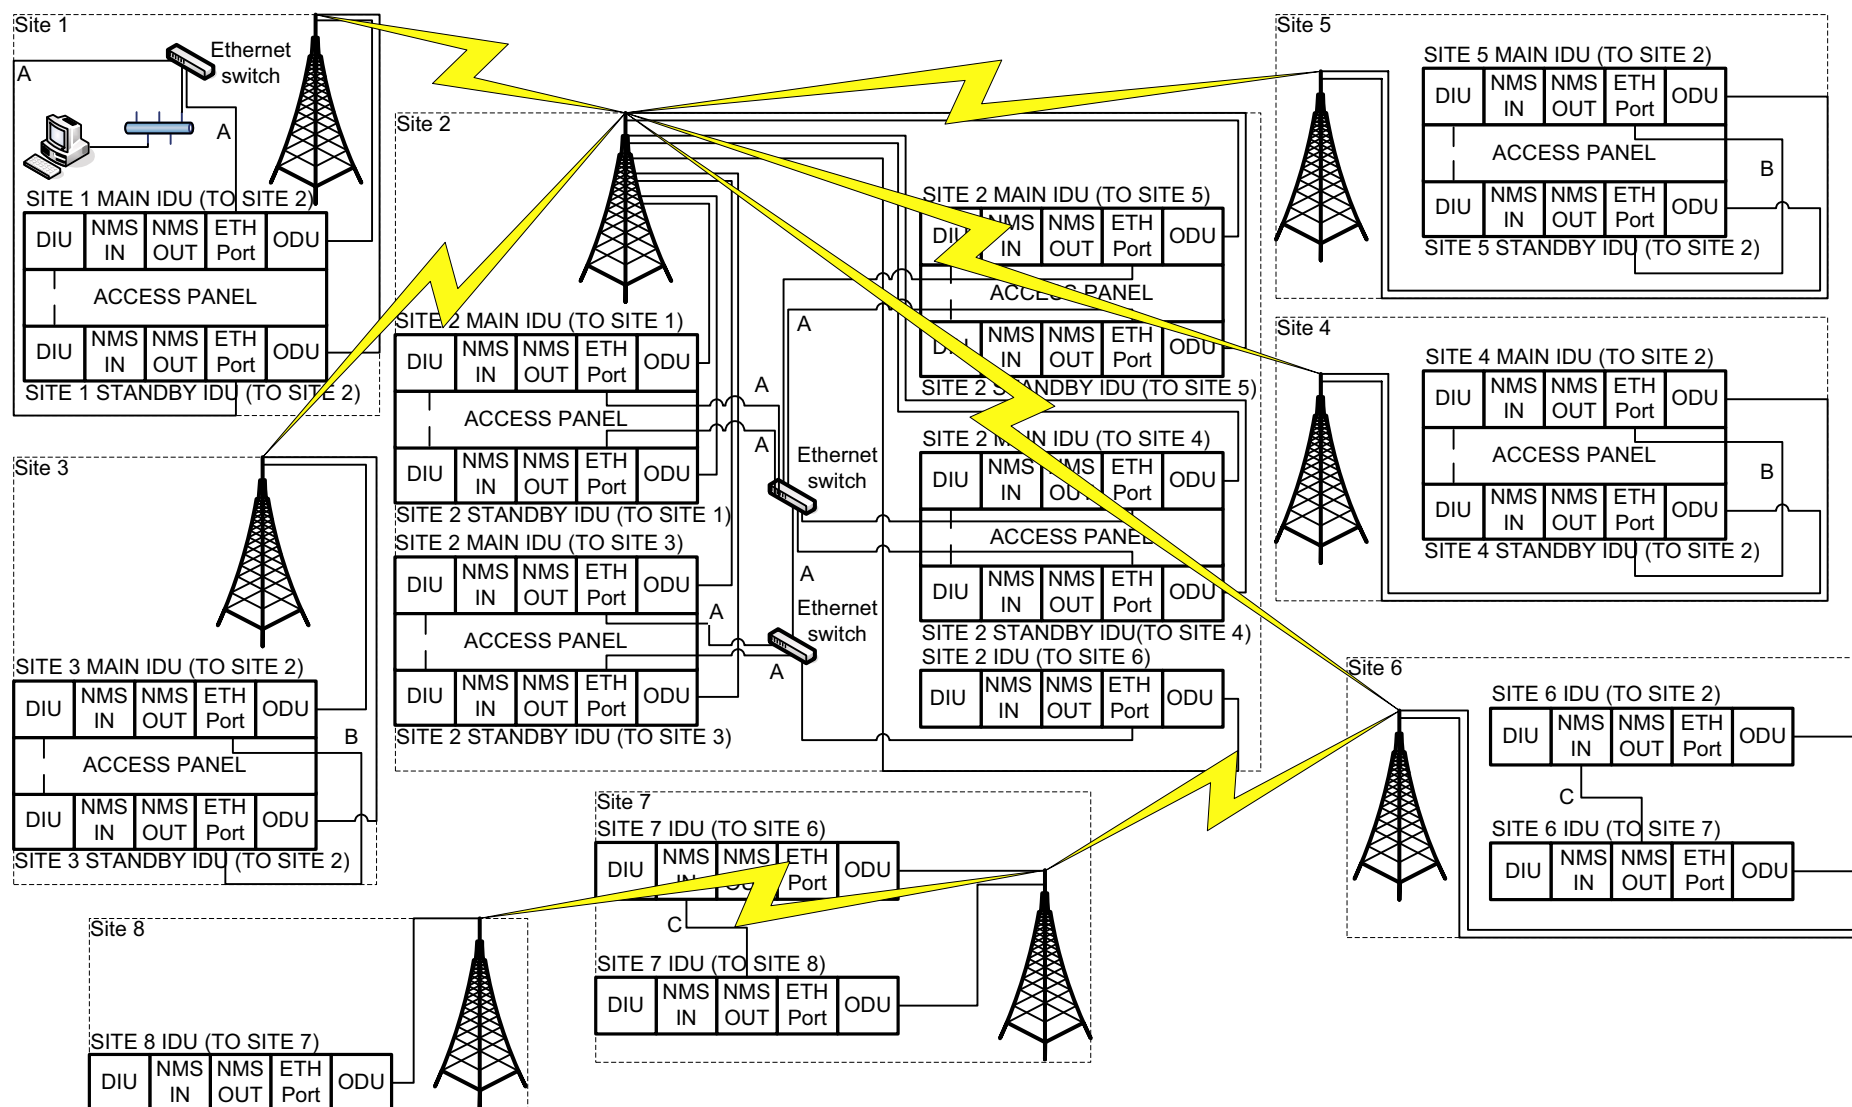 Site 1
Ethernet
switch
A
A
SITE 1 MAIN IDU (TO SITE 2)
DIU NMS IN NMS OUT ETH Port ODU
ACCESS PANEL
DIU NMS IN NMS OUT ETH Port ODU
SITE 1 STANDBY IDU (TO SITE 2)
Site 2
SITE 2 MAIN IDU (TO SITE 1)
DIU NMS IN NMS OUT ETH Port ODU
ACCESS PANEL
DIU NMS IN NMS OUT ETH Port ODU
SITE 2 STANDBY IDU (TO SITE 1)
A
A
SITE 2 MAIN IDU (TO SITE 3)
DIU NMS IN NMS OUT ETH Port ODU
ACCESS PANEL
DIU NMS IN NMS OUT ETH Port ODU
SITE 2 STANDBY IDU (TO SITE 3)
A
A
Ethernet
switch
A
A
Ethernet
switch
SITE 2 MAIN IDU (TO SITE 5)
DIU NMS IN NMS OUT ETH Port ODU
ACCESS PANEL
DIU NMS IN NMS OUT ETH Port ODU
SITE 2 STANDBY IDU (TO SITE 5)
SITE 2 MAIN IDU (TO SITE 4)
DIU NMS IN NMS OUT ETH Port ODU
ACCESS PANEL
DIU NMS IN NMS OUT ETH Port ODU
SITE 2 STANDBY IDU(TO SITE 4)
SITE 2 IDU (TO SITE 6)
DIU NMS IN NMS OUT ETH Port ODU
Site 5
SITE 5 MAIN IDU (TO SITE 2)
DIU NMS IN NMS OUT ETH Port ODU
ACCESS PANEL
B
DIU NMS IN NMS OUT ETH Port ODU
SITE 5 STANDBY IDU (TO SITE 2)
Site 4
SITE 4 MAIN IDU (TO SITE 2)
DIU NMS IN NMS OUT ETH Port ODU
ACCESS PANEL
B
DIU NMS IN NMS OUT ETH Port ODU
SITE 4 STANDBY IDU (TO SITE 2)
Site 3
SITE 3 MAIN IDU (TO SITE 2)
DIU NMS IN NMS OUT ETH Port ODU
B
ACCESS PANEL
DIU NMS IN NMS OUT ETH Port ODU
SITE 3 STANDBY IDU (TO SITE 2)
Site 6
SITE 6 IDU (TO SITE 2)
DIU NMS IN NMS OUT ETH Port ODU
C
SITE 6 IDU (TO SITE 7)
DIU NMS IN NMS OUT ETH Port ODU
Site 7
SITE 7 IDU (TO SITE 6)
DIU NMS IN NMS OUT ETH Port ODU
C
SITE 7 IDU (TO SITE 8)
DIU NMS IN NMS OUT ETH Port ODU
Site 8
SITE 8 IDU (TO SITE 7)
DIU NMS IN NMS OUT ETH Port ODU